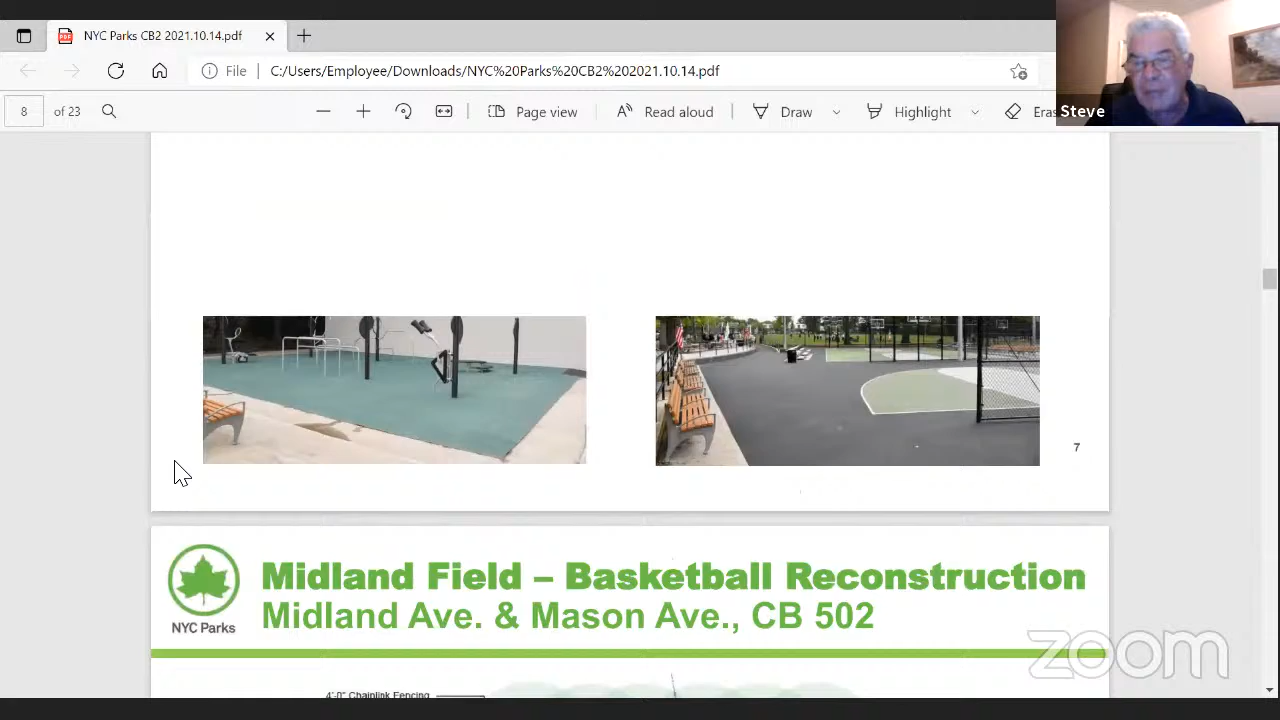 NYC Parks CB2 2021.10.14.pdf
File
C:/Users/Employee/Downloads/NYC%20Parks%20CB2%202021.10.14.pdf
8 of 23
Page view
Read aloud
Draw
Highlight
Eras
Steve
7
NYC Parks
Midland Field – Basketball Reconstruction
Midland Ave. & Mason Ave., CB 502
4'-0" Chainlink Fencing
zoom